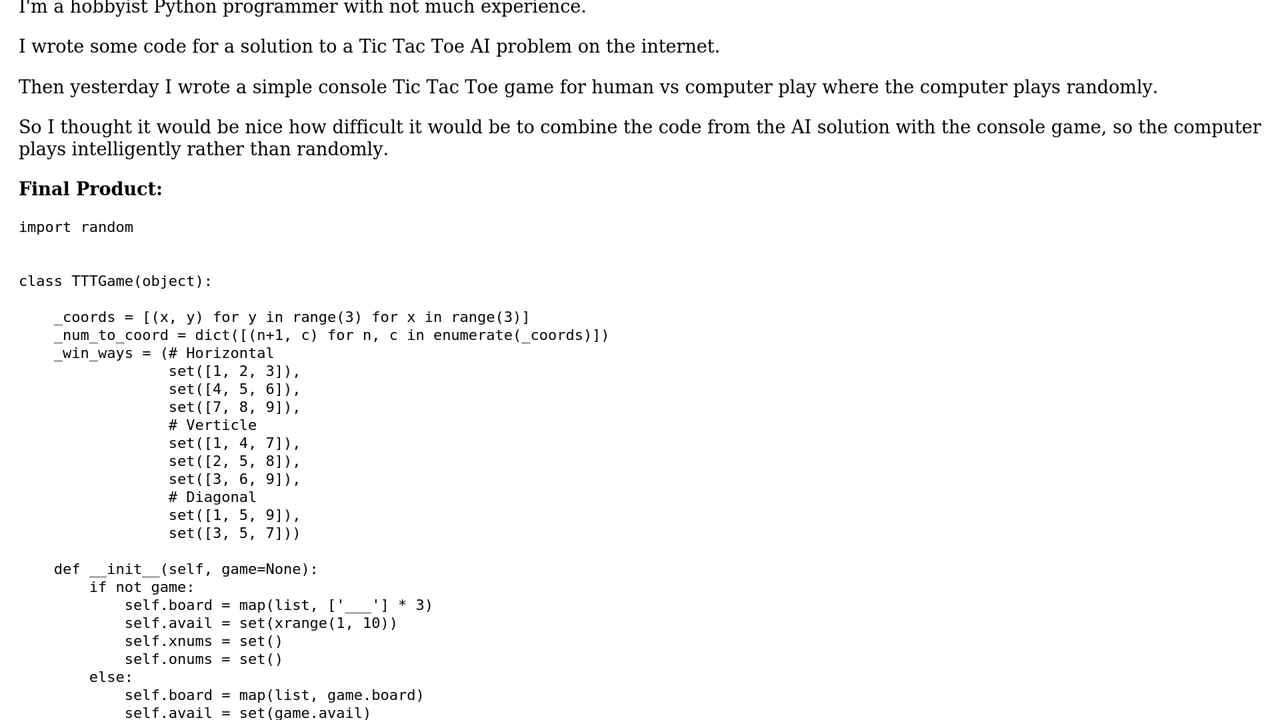 I'm a hobbyist Python programmer with not much experience.
I wrote some code for a solution to a Tic Tac Toe AI problem on the internet.
Then yesterday I wrote a simple console Tic Tac Toe game for human vs computer play where the computer plays randomly.
So I thought it would be nice how difficult it would be to combine the code from the AI solution with the console game, so the computer
plays intelligently rather than randomly.
Final Product:
import random
class TTTGame(object):
    _coords = [(x, y) for y in range(3) for x in range(3)]
    _num_to_coord = dict([(n+1, c) for n, c in enumerate(_coords)])
    _win_ways = (# Horizontal
                 set([1, 2, 3]),
                 set([4, 5, 6]),
                 set([7, 8, 9]),
                 # Verticle
                 set([1, 4, 7]),
                 set([2, 5, 8]),
                 set([3, 6, 9]),
                 # Diagonal
                 set([1, 5, 9]),
                 set([3, 5, 7]))
    def __init__(self, game=None):
        if not game:
            self.board = map(list, ['___'] * 3)
            self.avail = set(xrange(1, 10))
            self.xnums = set()
            self.onums = set()
        else:
            self.board = map(list, game.board)
            self.avail = set(game.avail)